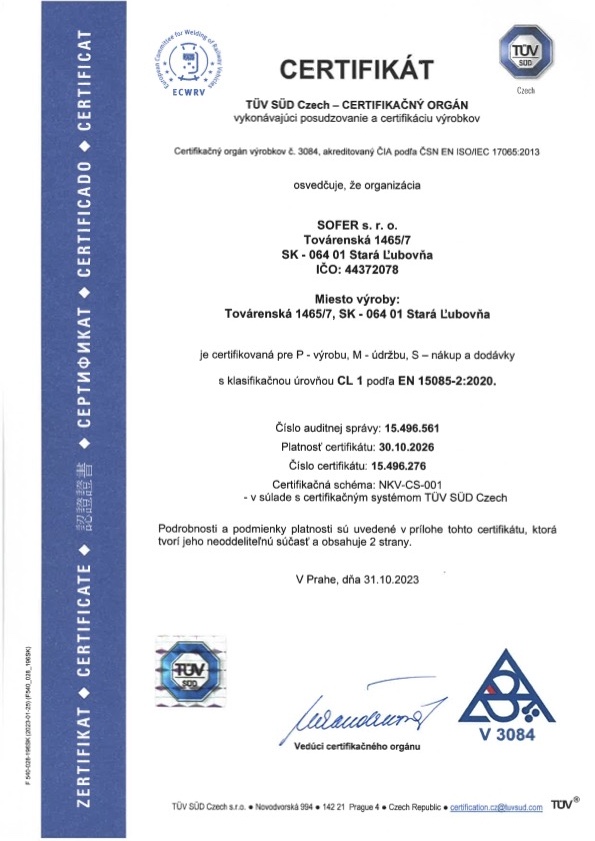 European Committee for Welding of Railway Vehicles
ECWRV
TÜV
SÜD
Czech
CERTIFIKÁT
TÜV SÜD Czech – CERTIFIKAČNÝ ORGÁN
vykonávajúci posudzovanie a certifikáciu výrobkov
Certifikačný orgán výrobkov č. 3084, akreditovaný ČIA podľa ČSN EN ISO/IEC 17065:2013
osvedčuje, že organizácia
SOFER s. r. o.
Továrenská 1465/7
SK - 064 01 Stará Ľubovňa
IČO: 44372078
Miesto výroby:
Továrenská 1465/7, SK - 064 01 Stará Ľubovňa
je certifikovaná pre P - výrobu, M - údržbu, S – nákup a dodávky
s klasifikačnou úrovňou CL 1 podľa EN 15085-2:2020.
Číslo auditnej správy: 15.496.561
Platnosť certifikátu: 30.10.2026
Číslo certifikátu: 15.496.276
Certifikačná schéma: NKV-CS-001
- v súlade s certifikačným systémom TÜV SÜD Czech
Podrobnosti a podmienky platnosti sú uvedené v prílohe tohto certifikátu, ktorá
tvorí jeho neoddeliteľnú súčasť a obsahuje 2 strany.
V Prahe, dňa 31.10.2023
TÜV
SÜD
Vedúci certifikačného orgánu
V 3084
TÜV SÜD Czech s.r.o. ● Novodvorská 994 ● 142 21 Prague 4 ● Czech Republic ● certification.cz@tuvsud.com TÜV®
ZERTIFIKAT ◆ CERTIFICATE ◆ 認證證書 ◆ СЕРТИФИКАТ ◆ CERTIFICADO ◆ CERTIFICAT
F 540-028-196SK (2023-01-25) (F540_028_196SK)